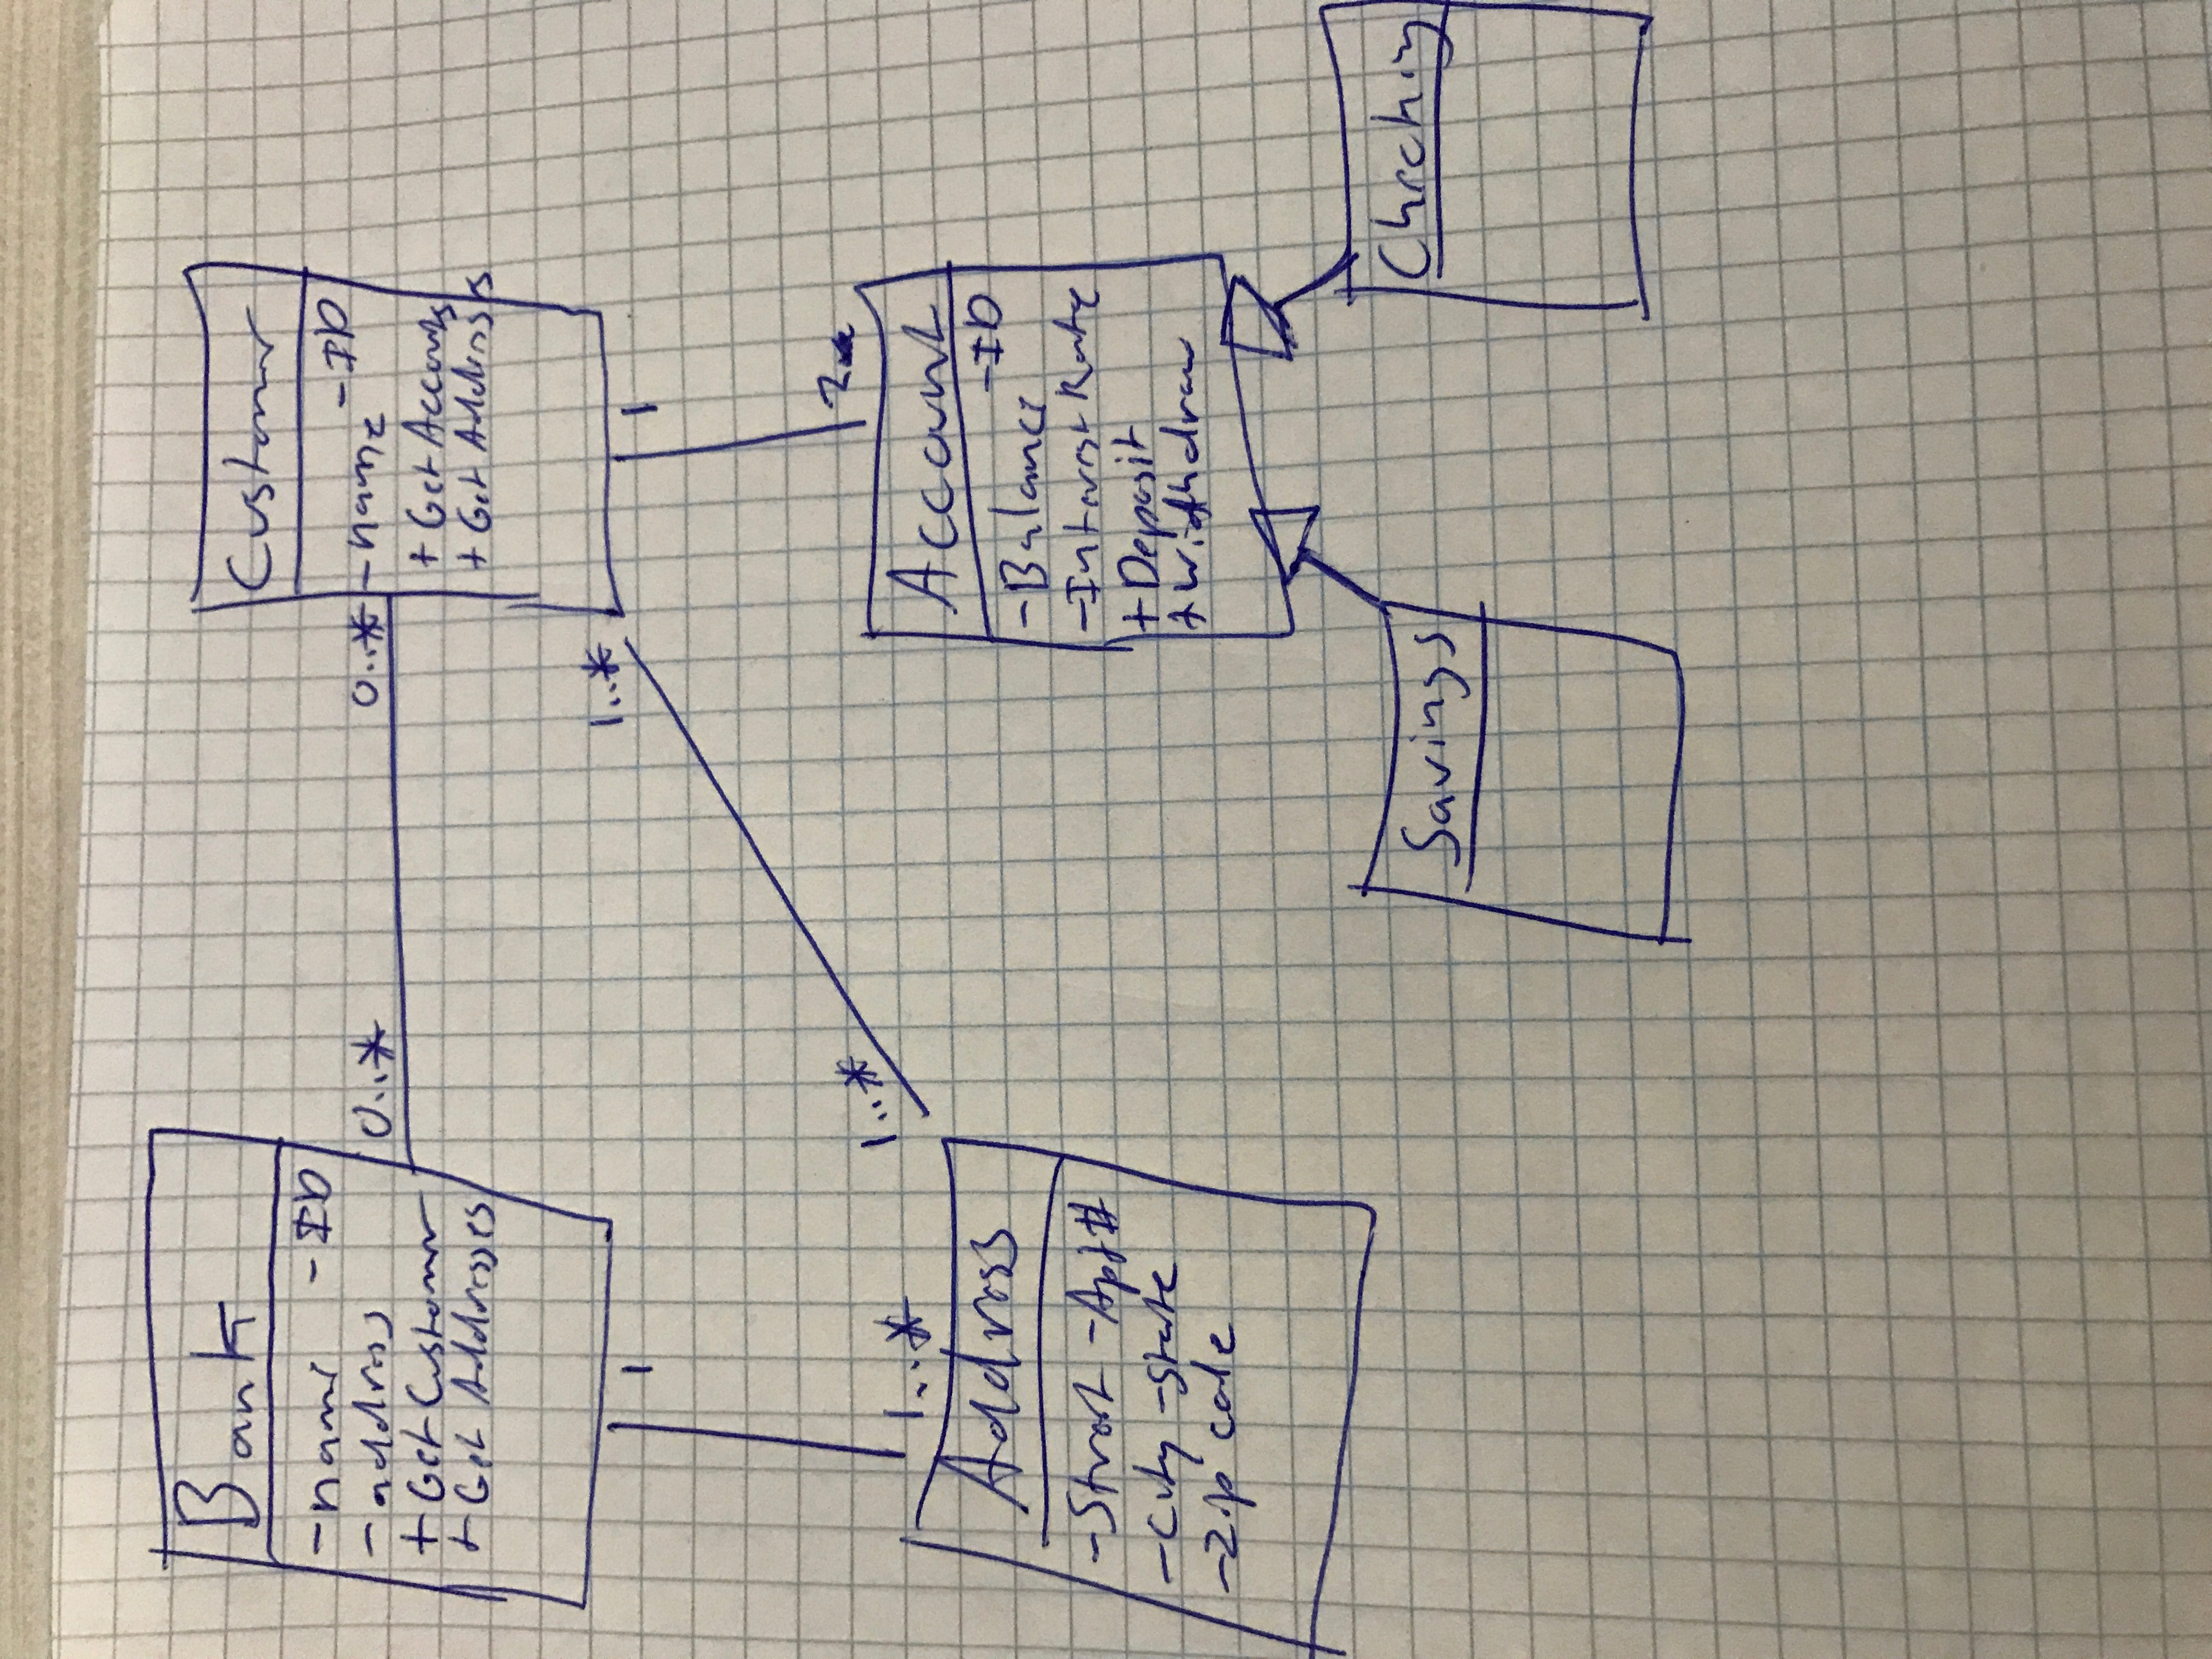 Bank
-name -ID
-address
+Get Customer
+Get Addresses
0..*
0..*
Customer
-ID
-name
+ Get Accounts
+ Get Addresses
1
1..*
1
1..*
1..*
2
Address
-Street -Apt#
-City -State
-Zip code
Account
-ID
-Balance
-Interest Rate
+Deposit
+Withdraw
Savings
Checking